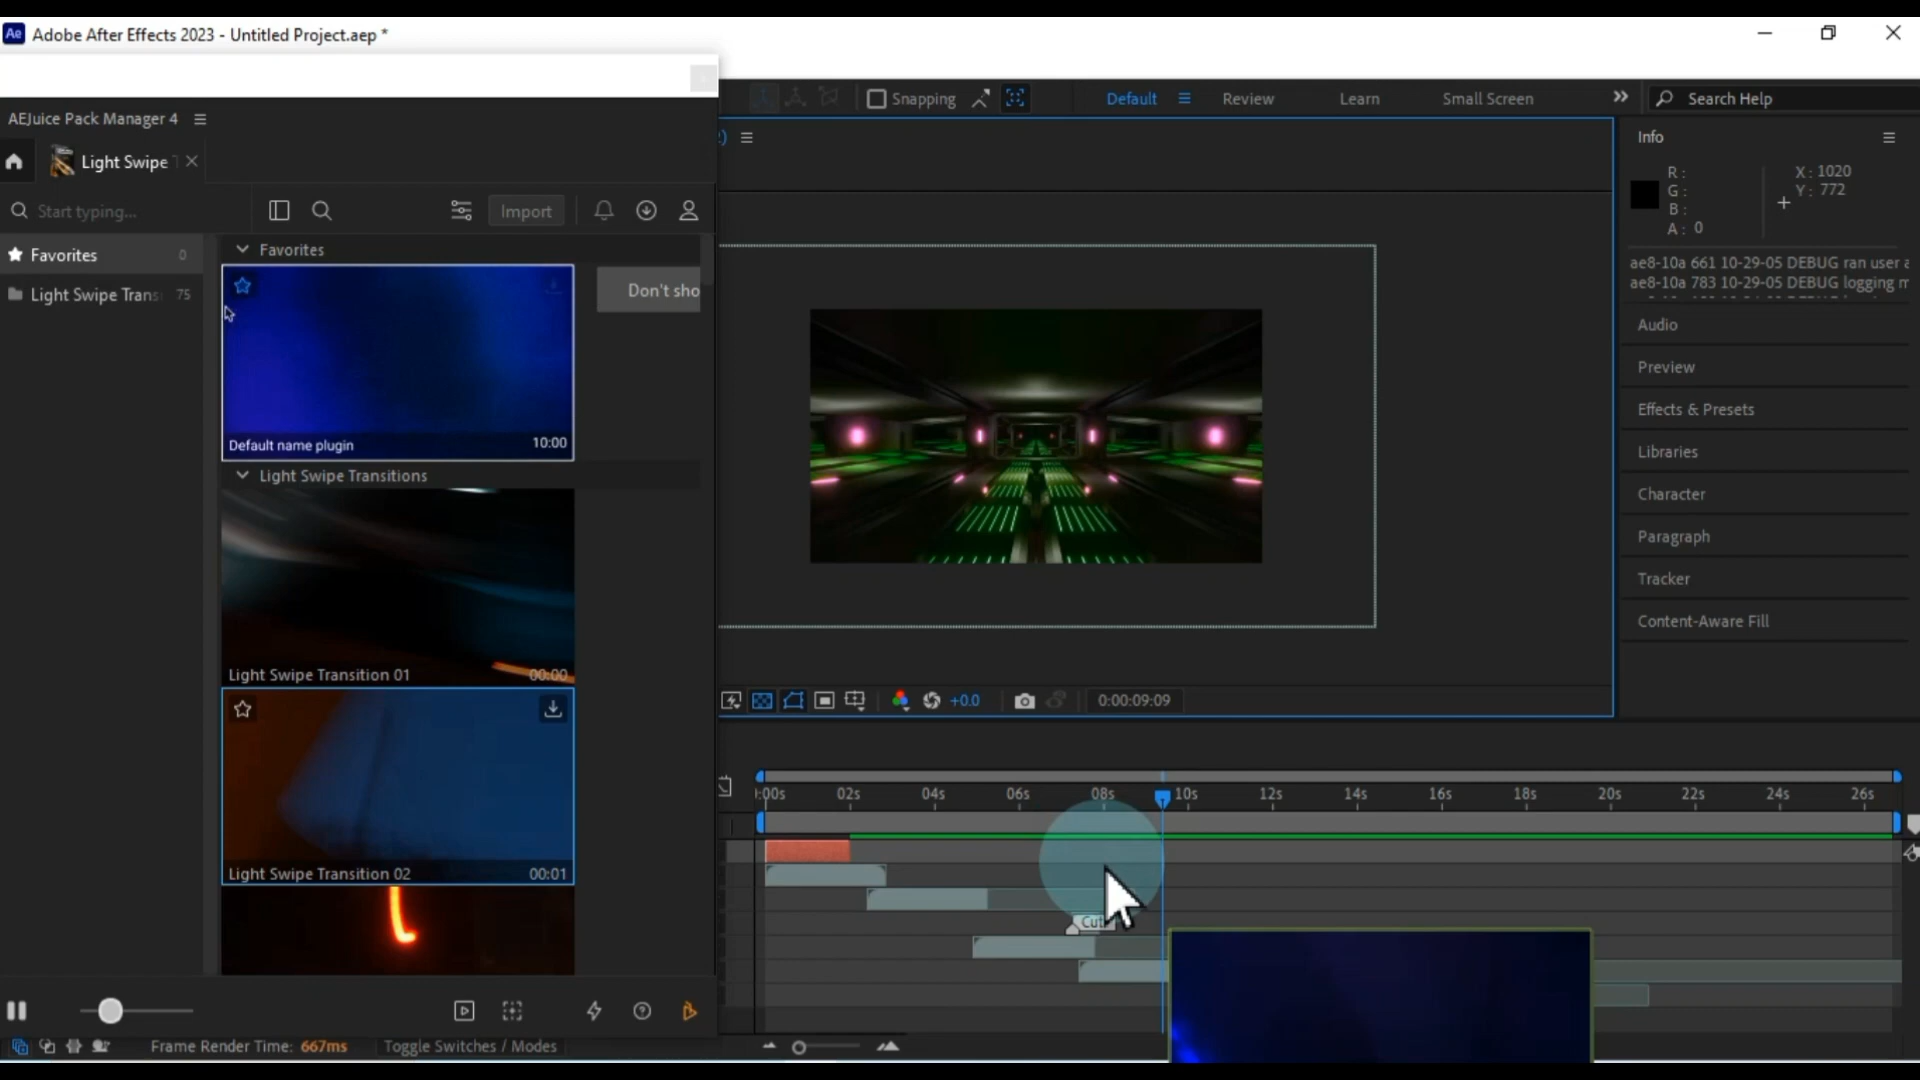 Ae Adobe After Effects 2023 - Untitled Project.aep *
Snapping
Default
Review
Learn
Small Screen
Search Help
AEJuice Pack Manager 4
Light Swipe T
Start typing...
Import
Favorites 0
Light Swipe Trans 75
Favorites
Don't sho
Default name plugin 10:00
Light Swipe Transitions
Light Swipe Transition 01 00:00
Light Swipe Transition 02 00:01
Info
R: X: 1020
G: Y: 772
B:
A: 0
ae8-10a 661 10-29-05 DEBUG ran user a
ae8-10a 783 10-29-05 DEBUG logging m
Audio
Preview
Effects & Presets
Libraries
Character
Paragraph
Tracker
Content-Aware Fill
+0.0
0:00:09:09
:00s 02s 04s 06s 08s 10s 12s 14s 16s 18s 20s 22s 24s 26s
Cut
Frame Render Time: 667ms
Toggle Switches / Modes